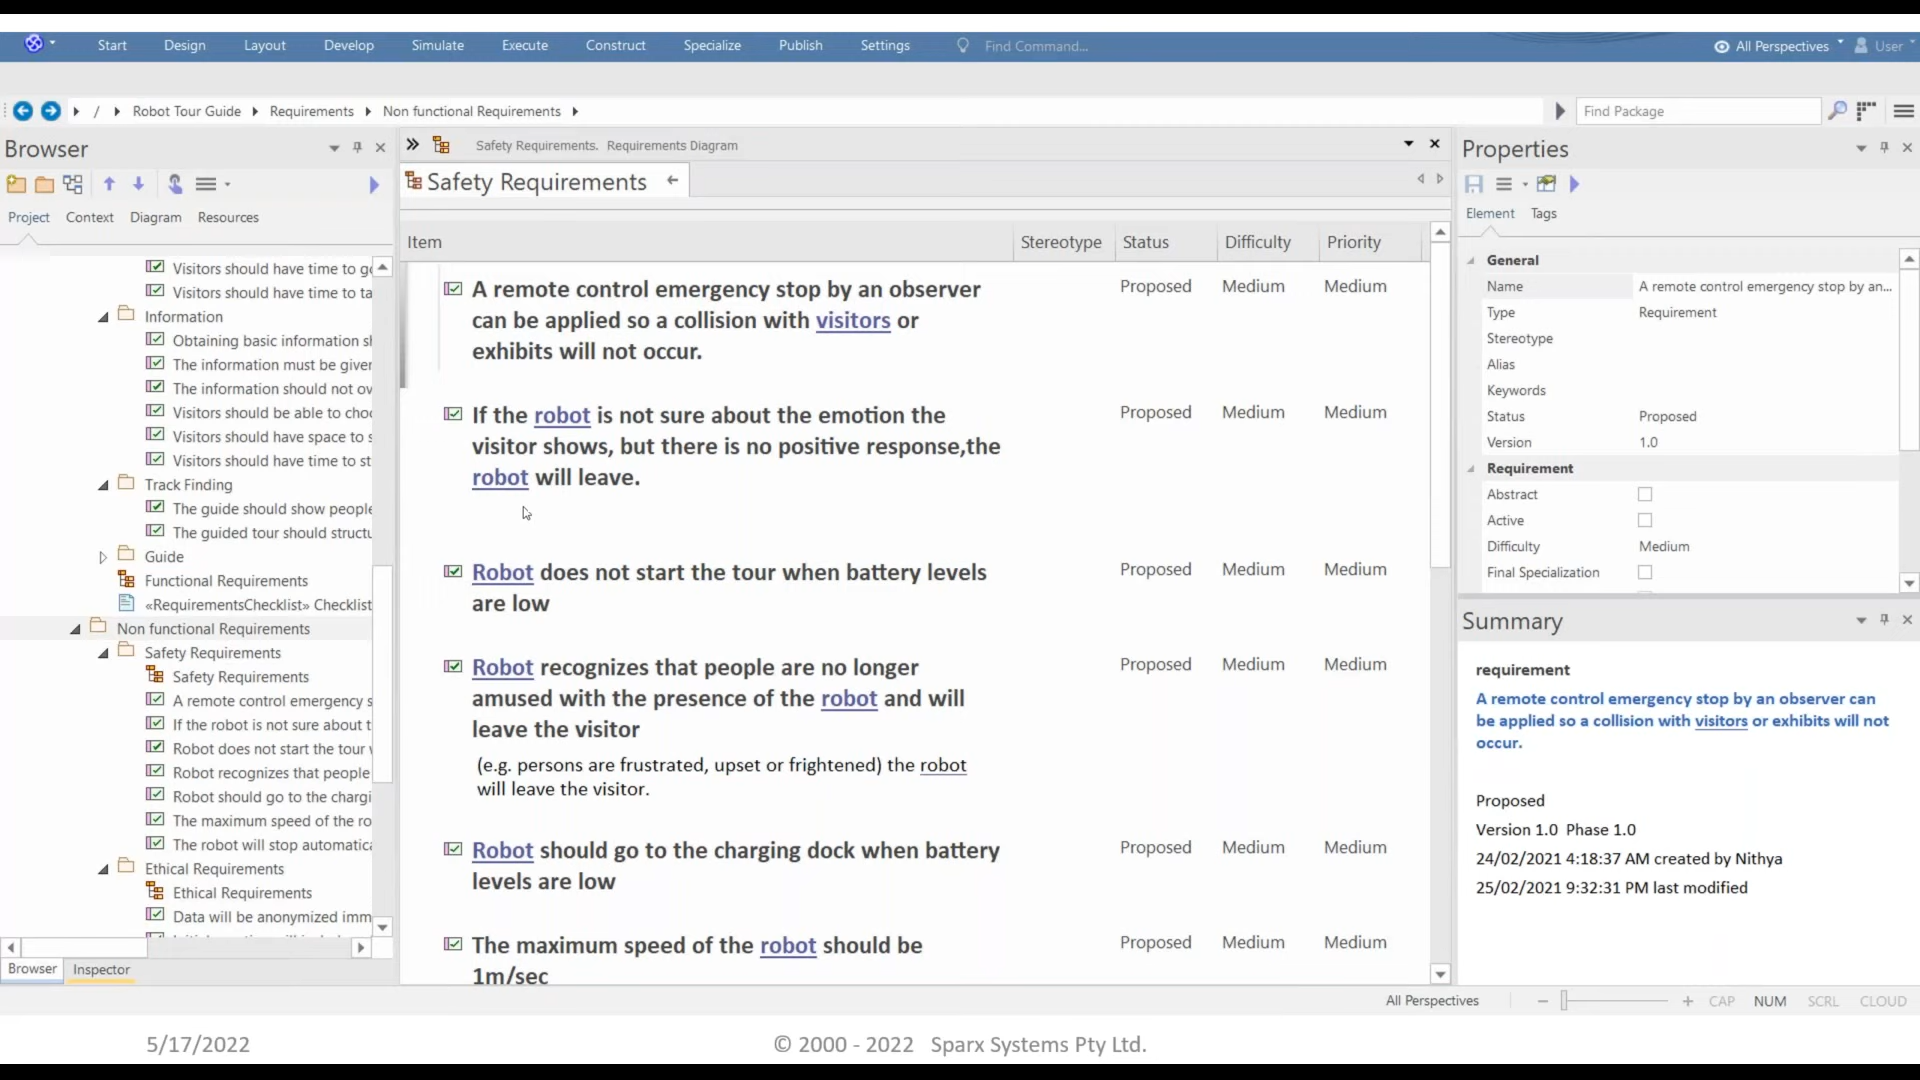 Start Design Layout Develop Simulate Execute Construct Specialize Publish Settings Find Command... All Perspectives User
/ Robot Tour Guide Requirements Non functional Requirements Find Package
Browser
Project Context Diagram Resources
Visitors should have time to
Visitors should have time to ta
Information
Obtaining basic information
The information must be given
The information should not ov
Visitors should be able to choo
Visitors should have space to s
Visitors should have time to st
Track Finding
The guide should show people
The guided tour should structu
Guide
Functional Requirements
«RequirementsChecklist» Checklist
Non functional Requirements
Safety Requirements
Safety Requirements
A remote control emergency s
If the robot is not sure about t
Robot does not start the tour
Robot recognizes that people
Robot should go to the chargi
The maximum speed of the ro
The robot will stop automatica
Ethical Requirements
Ethical Requirements
Data will be anonymized imm
Browser Inspector
Safety Requirements. Requirements Diagram
Safety Requirements
Item Stereotype Status Difficulty Priority
A remote control emergency stop by an observer Proposed Medium Medium
can be applied so a collision with visitors or
exhibits will not occur.
If the robot is not sure about the emotion the Proposed Medium Medium
visitor shows, but there is no positive response,the
robot will leave.
Robot does not start the tour when battery levels Proposed Medium Medium
are low
Robot recognizes that people are no longer Proposed Medium Medium
amused with the presence of the robot and will
leave the visitor
(e.g. persons are frustrated, upset or frightened) the robot
will leave the visitor.
Robot should go to the charging dock when battery Proposed Medium Medium
levels are low
The maximum speed of the robot should be Proposed Medium Medium
1m/sec
Properties
Element Tags
General
Name A remote control emergency stop by an...
Type Requirement
Stereotype
Alias
Keywords
Status Proposed
Version 1.0
Requirement
Abstract
Active
Difficulty Medium
Final Specialization
Summary
requirement
A remote control emergency stop by an observer can
be applied so a collision with visitors or exhibits will not
occur.
Proposed
Version 1.0 Phase 1.0
24/02/2021 4:18:37 AM created by Nithya
25/02/2021 9:32:31 PM last modified
All Perspectives CAP NUM SCRL CLOUD
5/17/2022 © 2000 - 2022 Sparx Systems Pty Ltd.